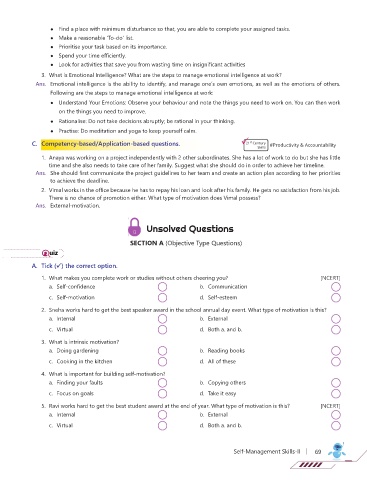 • Find a place with minimum disturbance so that, you are able to complete your assigned tasks.
• Make a reasonable 'To-do' list.
• Prioritise your task based on its importance.
• Spend your time efficiently.
• Look for activities that save you from wasting time on insignificant activities
3. What is Emotional Intelligence? What are the steps to manage emotional intelligence at work?
Ans. Emotional intelligence is the ability to identify, and manage one's own emotions, as well as the emotions of others.
Following are the steps to manage emotional intelligence at work:
• Understand Your Emotions: Observe your behaviour and note the things you need to work on. You can then work
on the things you need to improve.
• Rationalise: Do not take decisions abruptly; be rational in your thinking.
• Practise: Do meditation and yoga to keep yourself calm.
C. Competency-based/Application-based questions.
21st Century
Skills
#Productivity & Accountability
1. Anaya was working on a project independently with 2 other subordinates. She has a lot of work to do but she has little
time and she also needs to take care of her family. Suggest what she should do in order to achieve her timeline.
Ans. She should first communicate the project guidelines to her team and create an action plan according to her priorities
to achieve the deadline.
2. Vimal works in the office because he has to repay his loan and look after his family. He gets no satisfaction from his job.
There is no chance of promotion either. What type of motivation does Vimal possess?
Ans. External-motivation.
Unsolved Questions
SECTION A (Objective Type Questions)
Quiz
A. Tick (✓) the correct option.
1. What makes you complete work or studies without others cheering you? [NCERT]
a. Self-confidence b. Communication
c. Self-motivation d. Self-esteem
2. Sneha works hard to get the best speaker award in the school annual day event. What type of motivation is this?
a. Internal b. External
c. Virtual d. Both a. and b.
3. What is intrinsic motivation?
a. Doing gardening b. Reading books
c. Cooking in the kitchen d. All of these
4. What is important for building self-motivation?
a. Finding your faults b. Copying others
c. Focus on goals d. Take it easy
5. Ravi works hard to get the best student award at the end of year. What type of motivation is this? [NCERT]
a. Internal b. External
c. Virtual d. Both a. and b.
Self-Management Skills-II | 69